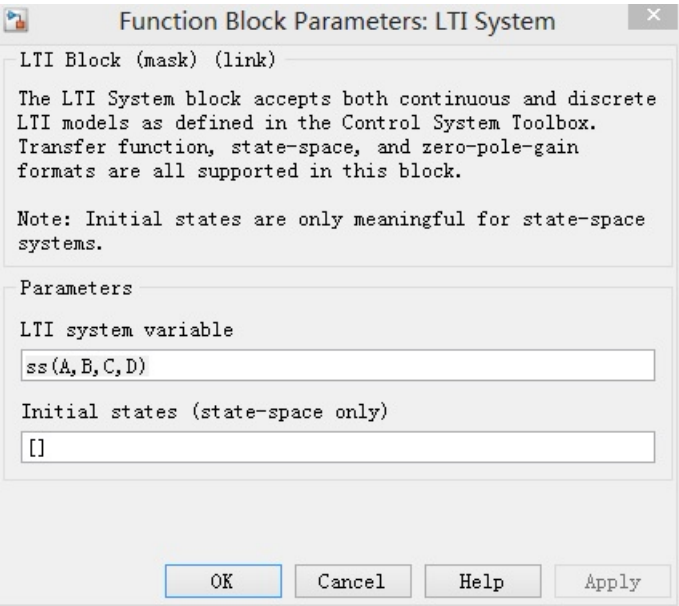 Function Block Parameters: LTI System
LTI Block (mask) (link)
The LTI System block accepts both continuous and discrete
LTI models as defined in the Control System Toolbox.
Transfer function, state-space, and zero-pole-gain
formats are all supported in this block.
Note: Initial states are only meaningful for state-space
systems.
Parameters
LTI system variable
ss(A,B,C,D)
Initial states (state-space only)
[]
OK Cancel Help Apply